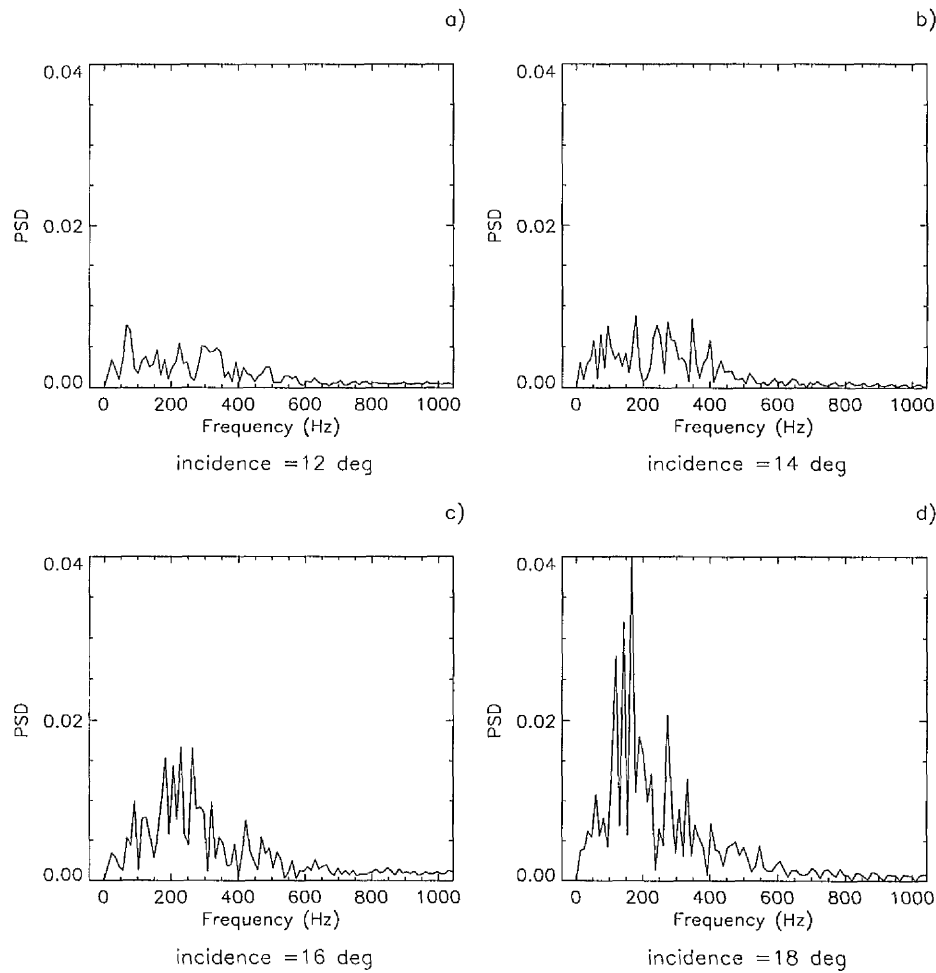 a)
0.04
0.02
0.00
PSD
0 200 400 600 800 1000
Frequency (Hz)
incidence =12 deg
b)
0.04
0.02
0.00
PSD
0 200 400 600 800 1000
Frequency (Hz)
incidence =14 deg
c)
0.04
0.02
0.00
PSD
0 200 400 600 800 1000
Frequency (Hz)
incidence =16 deg
d)
0.04
0.02
0.00
PSD
0 200 400 600 800 1000
Frequency (Hz)
incidence =18 deg